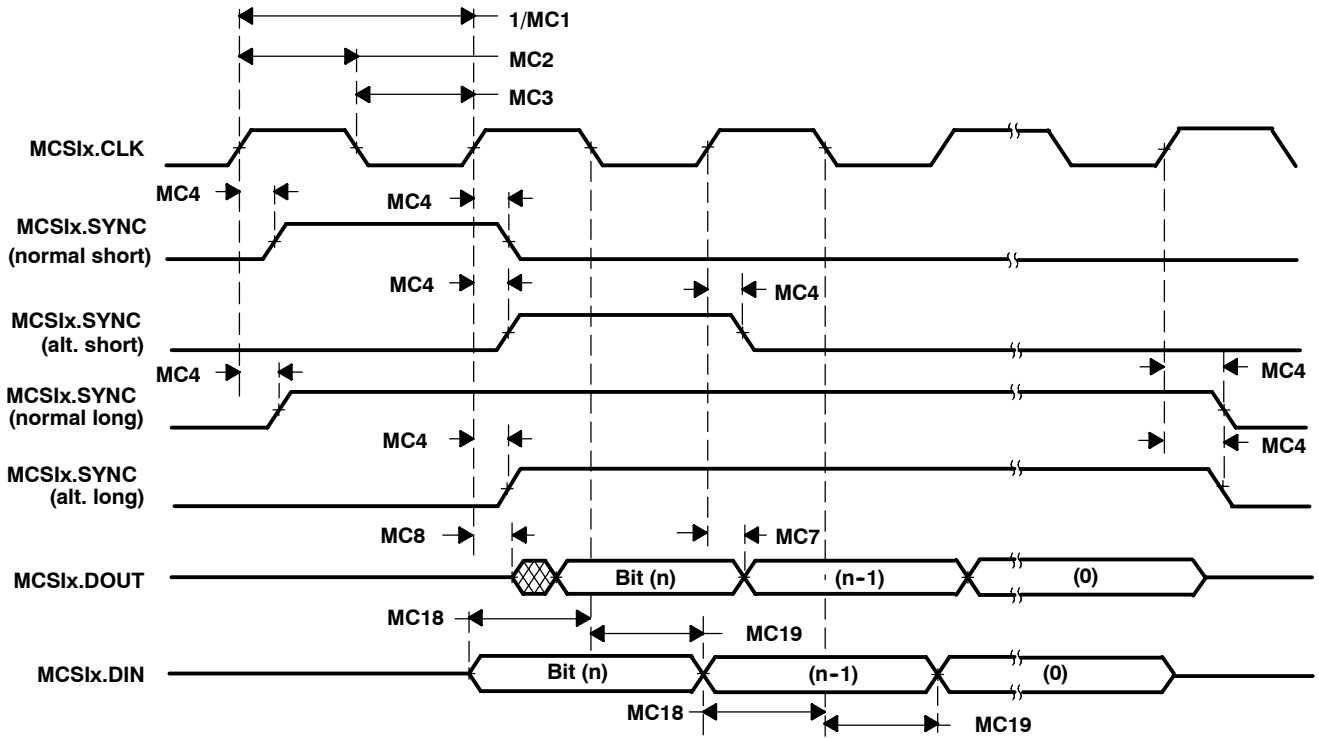 1/MC1
MC2
MC3
MCSIx.CLK
MC4
MC4
MCSIx.SYNC
(normal short)
MC4
MC4
MCSIx.SYNC
(alt. short)
MC4
MC4
MCSIx.SYNC
(normal long)
MC4
MC4
MCSIx.SYNC
(alt. long)
MC8
MC7
MCSIx.DOUT
Bit (n)
(n-1)
(0)
MC18
MC19
MCSIx.DIN
Bit (n)
(n-1)
(0)
MC18
MC19